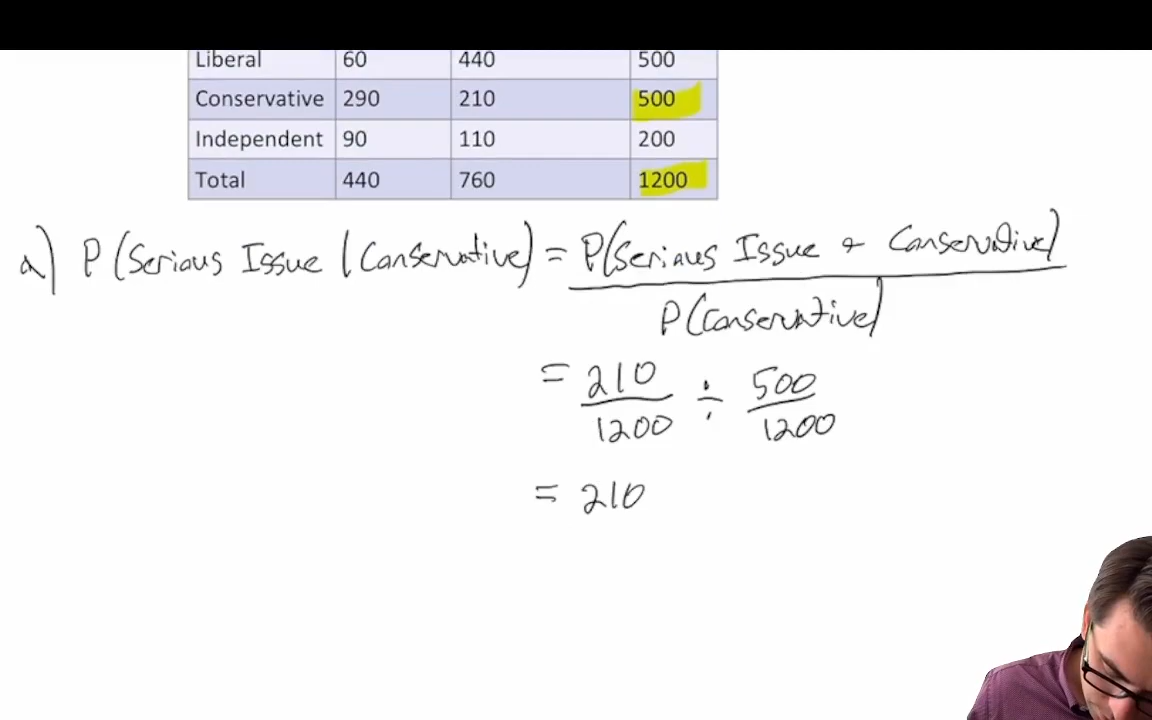 Liberal 60 440 500
Conservative 290 210 500
Independent 90 110 200
Total 440 760 1200
a) P(Serious Issue | Conservative) = P(Serious Issue + Conservative)
P(Conservative)
= 210 ÷ 500
1200 1200
= 210